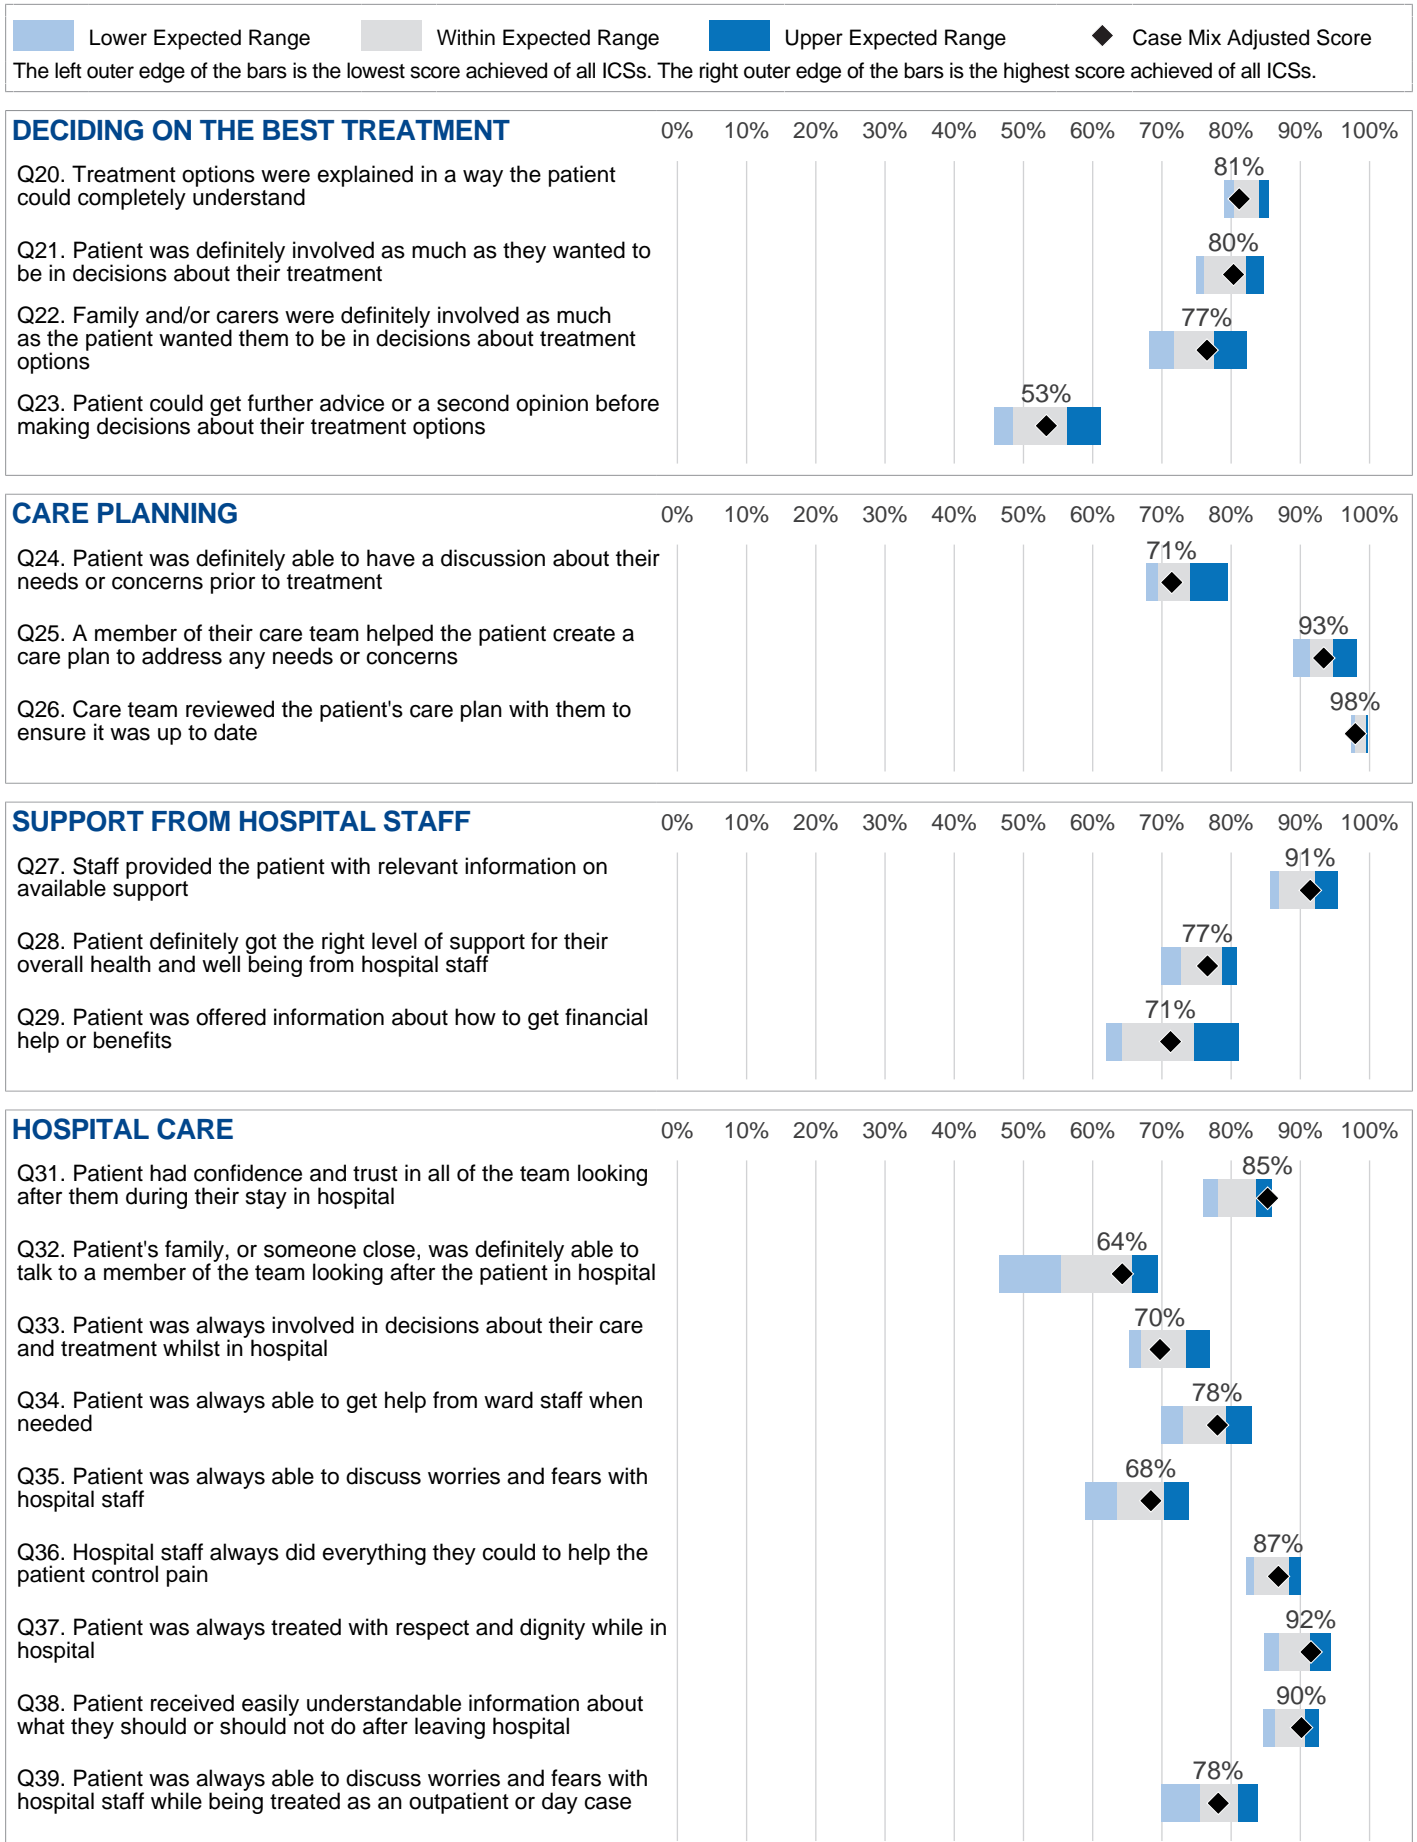 Lower Expected Range Within Expected Range Upper Expected Range Case Mix Adjusted Score
The left outer edge of the bars is the lowest score achieved of all ICSs. The right outer edge of the bars is the highest score achieved of all ICSs.
DECIDING ON THE BEST TREATMENT 0% 10% 20% 30% 40% 50% 60% 70% 80% 90% 100%
Q20. Treatment options were explained in a way the patient
could completely understand
81%
Q21. Patient was definitely involved as much as they wanted to
be in decisions about their treatment
80%
Q22. Family and/or carers were definitely involved as much
as the patient wanted them to be in decisions about treatment
options
77%
Q23. Patient could get further advice or a second opinion before
making decisions about their treatment options
53%
CARE PLANNING 0% 10% 20% 30% 40% 50% 60% 70% 80% 90% 100%
Q24. Patient was definitely able to have a discussion about their
needs or concerns prior to treatment
71%
Q25. A member of their care team helped the patient create a
care plan to address any needs or concerns
93%
Q26. Care team reviewed the patient's care plan with them to
ensure it was up to date
98%
SUPPORT FROM HOSPITAL STAFF 0% 10% 20% 30% 40% 50% 60% 70% 80% 90% 100%
Q27. Staff provided the patient with relevant information on
available support
91%
Q28. Patient definitely got the right level of support for their
overall health and well being from hospital staff
77%
Q29. Patient was offered information about how to get financial
help or benefits
71%
HOSPITAL CARE 0% 10% 20% 30% 40% 50% 60% 70% 80% 90% 100%
Q31. Patient had confidence and trust in all of the team looking
after them during their stay in hospital
85%
Q32. Patient's family, or someone close, was definitely able to
talk to a member of the team looking after the patient in hospital
64%
Q33. Patient was always involved in decisions about their care
and treatment whilst in hospital
70%
Q34. Patient was always able to get help from ward staff when
needed
78%
Q35. Patient was always able to discuss worries and fears with
hospital staff
68%
Q36. Hospital staff always did everything they could to help the
patient control pain
87%
Q37. Patient was always treated with respect and dignity while in
hospital
92%
Q38. Patient received easily understandable information about
what they should or should not do after leaving hospital
90%
Q39. Patient was always able to discuss worries and fears with
hospital staff while being treated as an outpatient or day case
78%